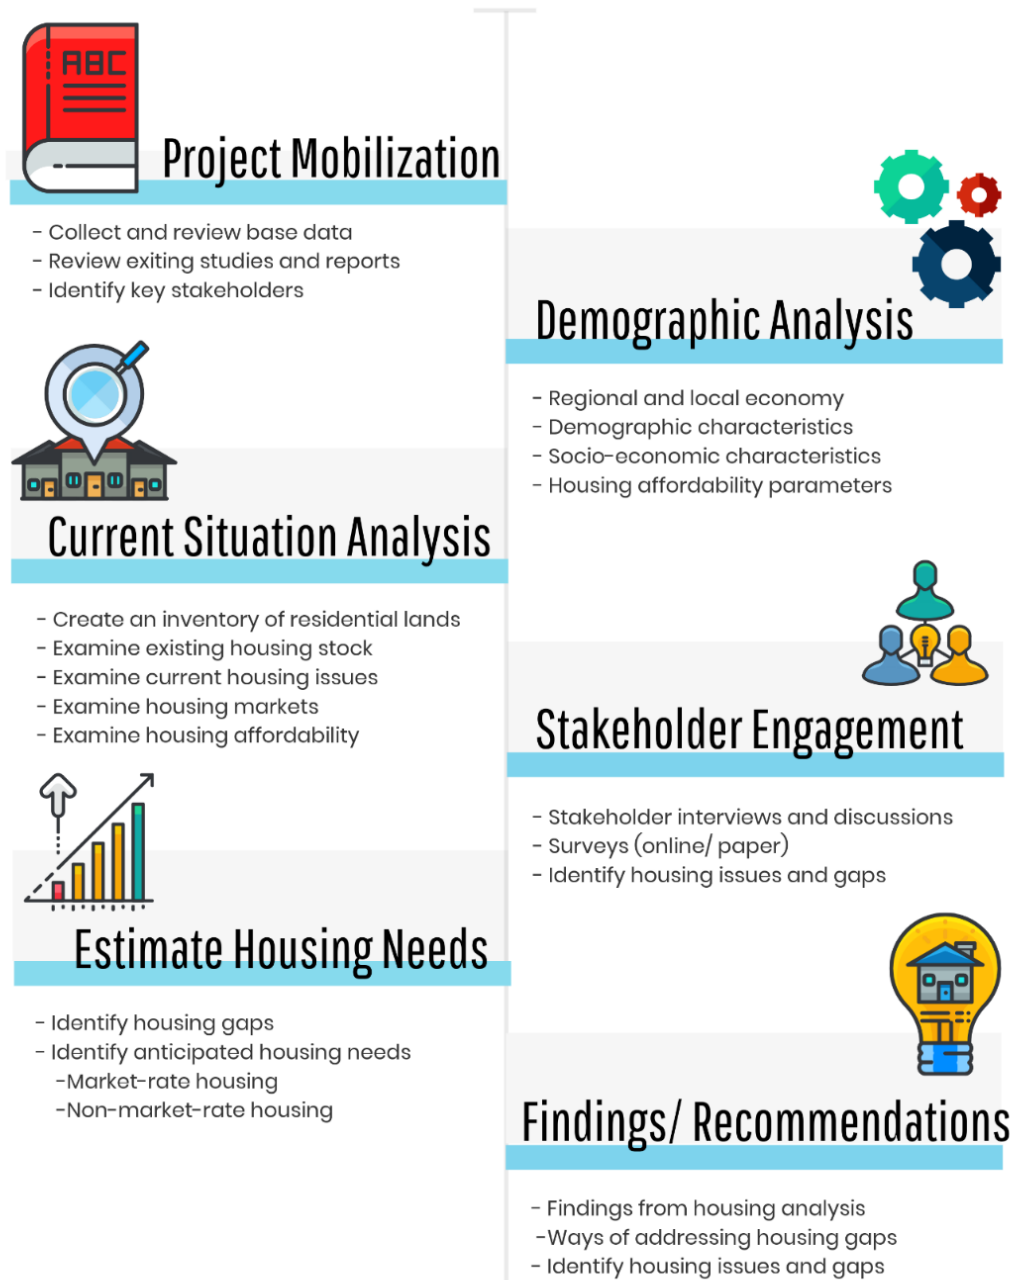 ABC
Project Mobilization
- Collect and review base data
- Review exiting studies and reports
- Identify key stakeholders
Demographic Analysis
- Regional and local economy
- Demographic characteristics
- Socio-economic characteristics
- Housing affordability parameters
Current Situation Analysis
- Create an inventory of residential lands
- Examine existing housing stock
- Examine current housing issues
- Examine housing markets
- Examine housing affordability
Stakeholder Engagement
- Stakeholder interviews and discussions
- Surveys (online/ paper)
- Identify housing issues and gaps
Estimate Housing Needs
- Identify housing gaps
- Identify anticipated housing needs
-Market-rate housing
-Non-market-rate housing
Findings/ Recommendations
- Findings from housing analysis
-Ways of addressing housing gaps
- Identify housing issues and gaps